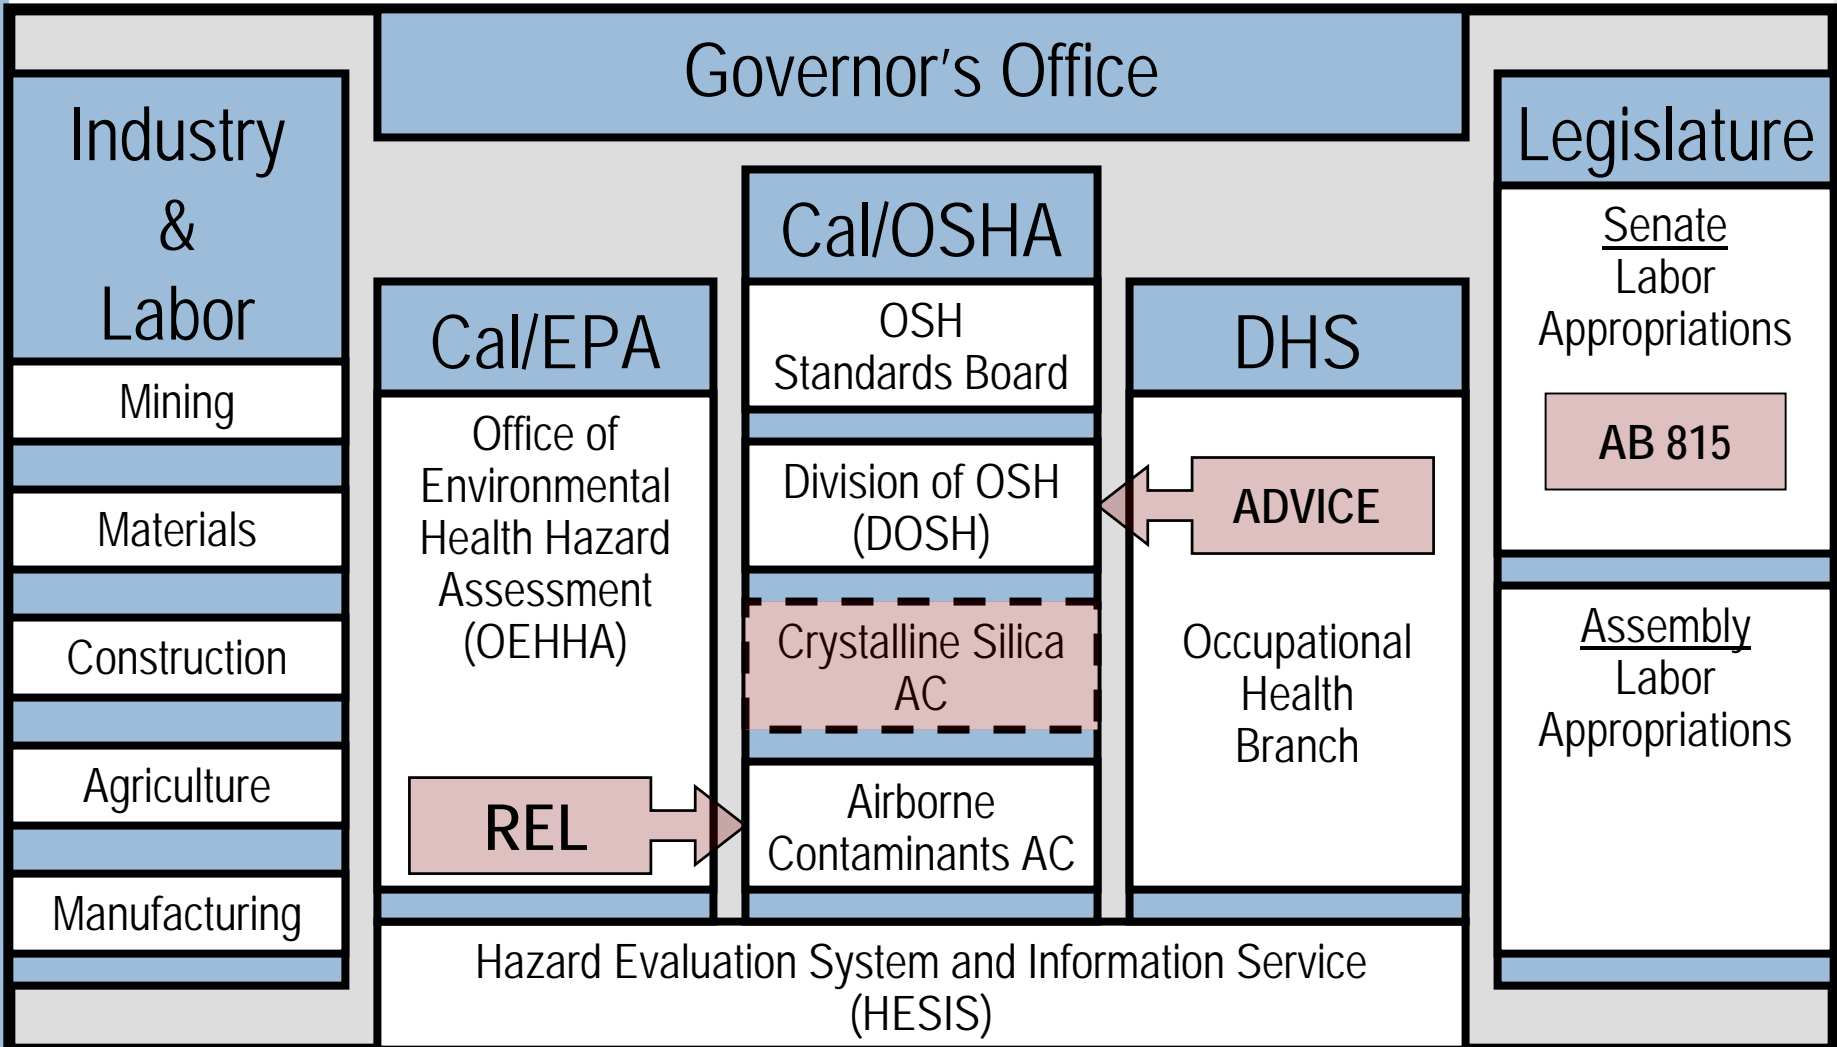 Governor's Office
Industry
&
Labor
Mining
Materials
Construction
Agriculture
Manufacturing
Cal/EPA
Office of
Environmental
Health Hazard
Assessment
(OEHHA)
REL
Cal/OSHA
OSH
Standards Board
Division of OSH
(DOSH)
Crystalline Silica
AC
Airborne
Contaminants AC
DHS
ADVICE
Occupational
Health
Branch
Legislature
Senate
Labor
Appropriations
AB 815
Assembly
Labor
Appropriations
Hazard Evaluation System and Information Service
(HESIS)